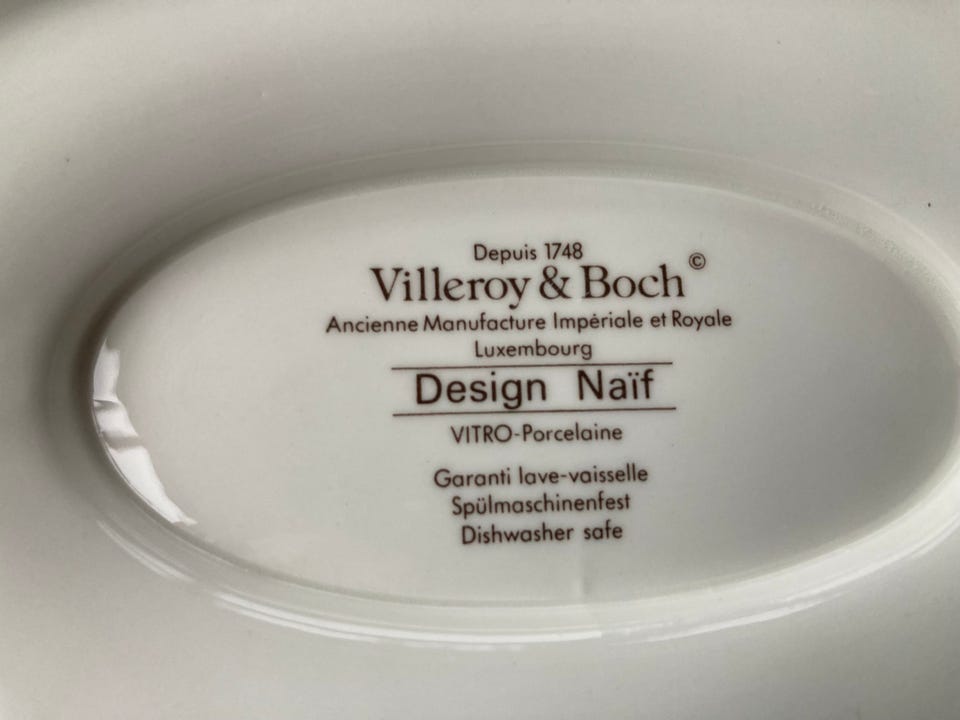 Depuis 1748
Villeroy & Boch©
Ancienne Manufacture Impériale et Royale
Luxembourg
Design Naïf
VITRO-Porcelaine
Garanti lave-vaisselle
Spülmaschinenfest
Dishwasher safe